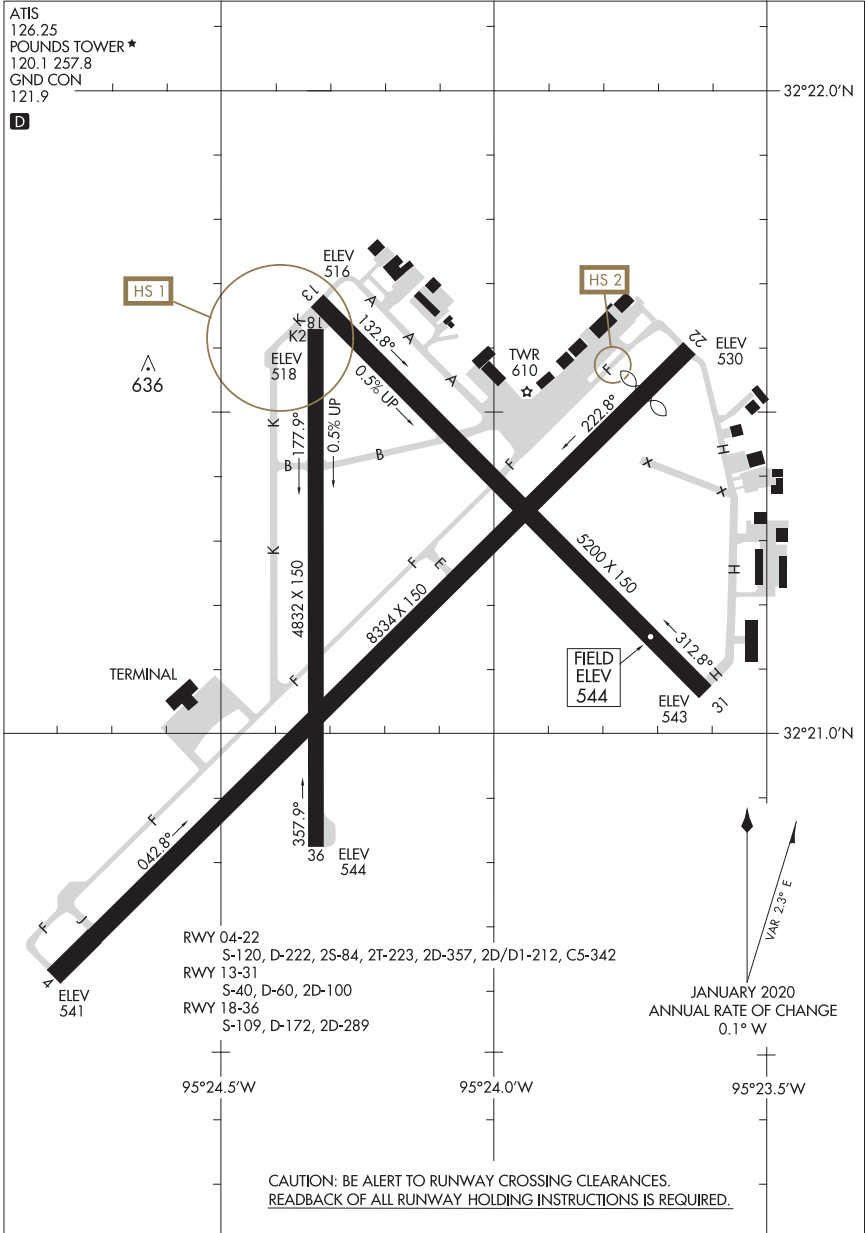 ATIS
126.25
POUNDS TOWER ★
120.1 257.8
GND CON
121.9
D
32°22.0'N
HS 1
ELEV
516
HS 2
13
K
A
132.8°
A
18
K2
ELEV
518
0.5% UP
A
TWR
610
F
22
ELEV
530
636
K
177.9°
0.5% UP
222.8°
B
B
F
X
X
H
K
F
E
5200 X 150
H
4832 X 150
8334 X 150
312.8°
TERMINAL
F
FIELD
ELEV
544
H
ELEV
543
31
32°21.0'N
F
042.8°
357.9°
36
ELEV
544
F
J
4
ELEV
541
VAR 2.3° E
RWY 04-22
S-120, D-222, 2S-84, 2T-223, 2D-357, 2D/D1-212, C5-342
RWY 13-31
S-40, D-60, 2D-100
RWY 18-36
S-109, D-172, 2D-289
JANUARY 2020
ANNUAL RATE OF CHANGE
0.1° W
95°24.5'W
95°24.0'W
95°23.5'W
CAUTION: BE ALERT TO RUNWAY CROSSING CLEARANCES.
READBACK OF ALL RUNWAY HOLDING INSTRUCTIONS IS REQUIRED.